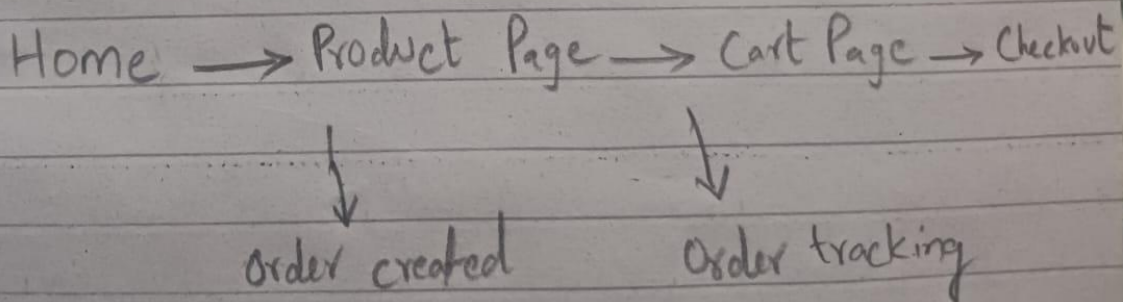 Home → Product Page → Cart Page → Checkout
↓ ↓
order created Order tracking